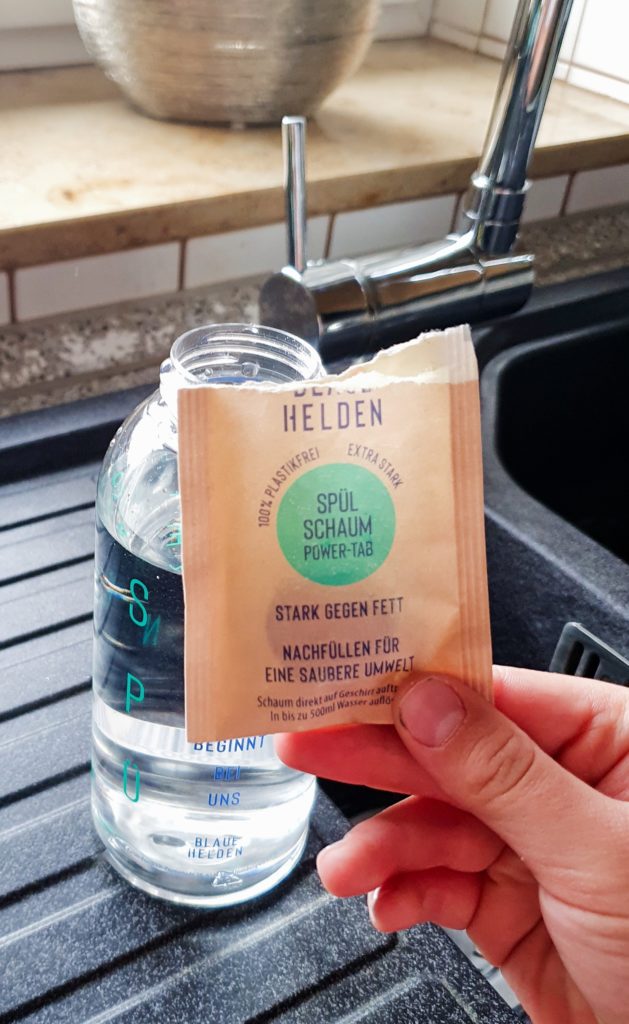 HELDEN
100% PLASTIKFREI EXTRA STARK
SPÜL
SCHAUM
POWER-TAB
STARK GEGEN FETT
NACHFÜLLEN FÜR
EINE SAUBERE UMWELT
Schaum direkt auf Geschirr
In bis zu 500ml Wasser
S
P
Ü
BEGINNT
BEI
UNS
BLAUE
HELDEN